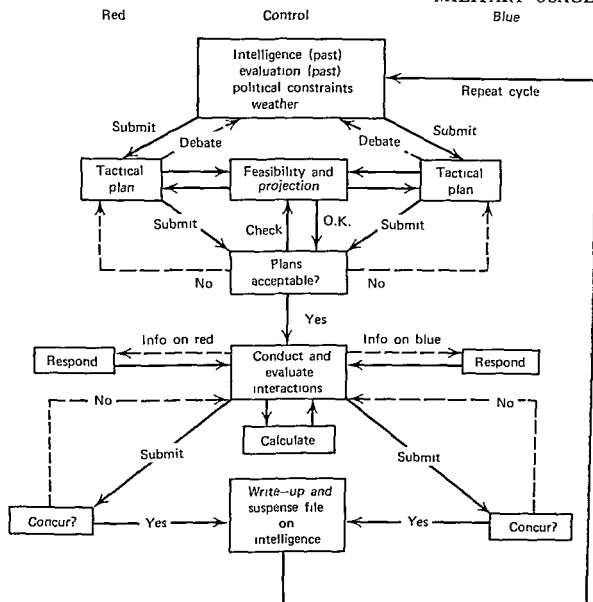 MILITARY USAGE
Red Control Blue
Intelligence (past)
evaluation (past)
political constraints
weather
Repeat cycle
Submit
Submit
Debate
Debate
Tactical
plan
Feasibility and
projection
Tactical
plan
Submit
Check
O.K.
Submit
No
Plans
acceptable?
No
Yes
Info on red
Info on blue
Respond
Conduct and
evaluate
interactions
Respond
No
No
Calculate
Submit
Submit
Write-up and
suspense file
on
intelligence
Concur?
Yes
Yes
Concur?